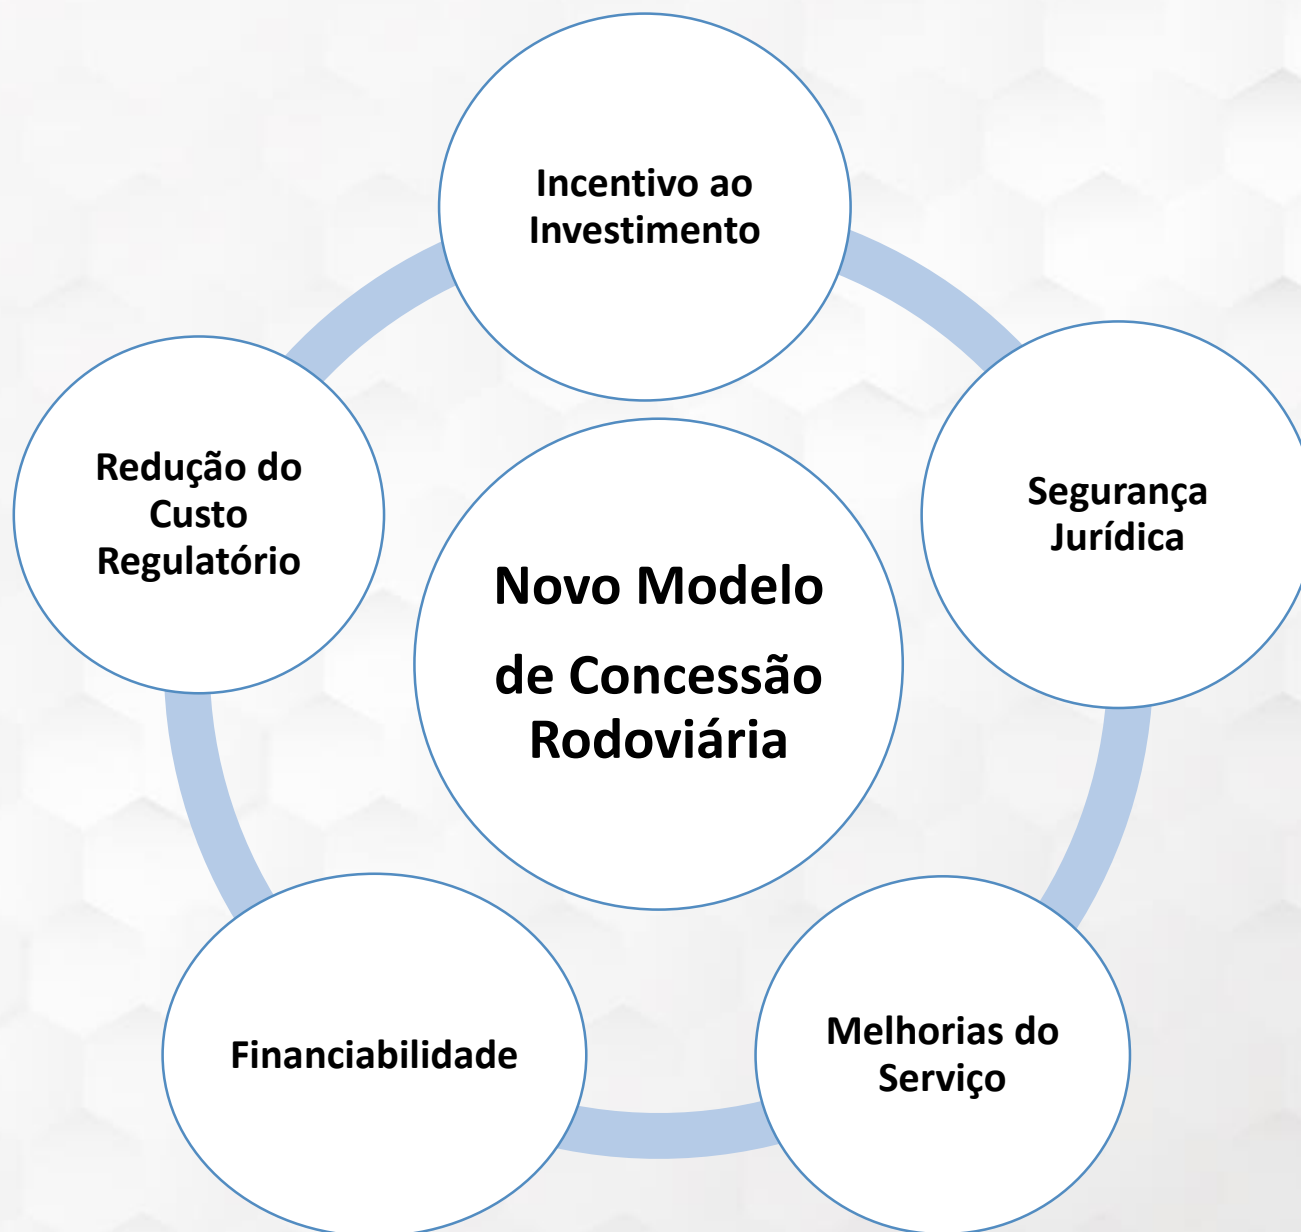 Incentivo ao
Investimento
Segurança
Jurídica
Redução do
Custo
Regulatório
Novo Modelo
de Concessão
Rodoviária
Melhorias do
Serviço
Financiabilidade